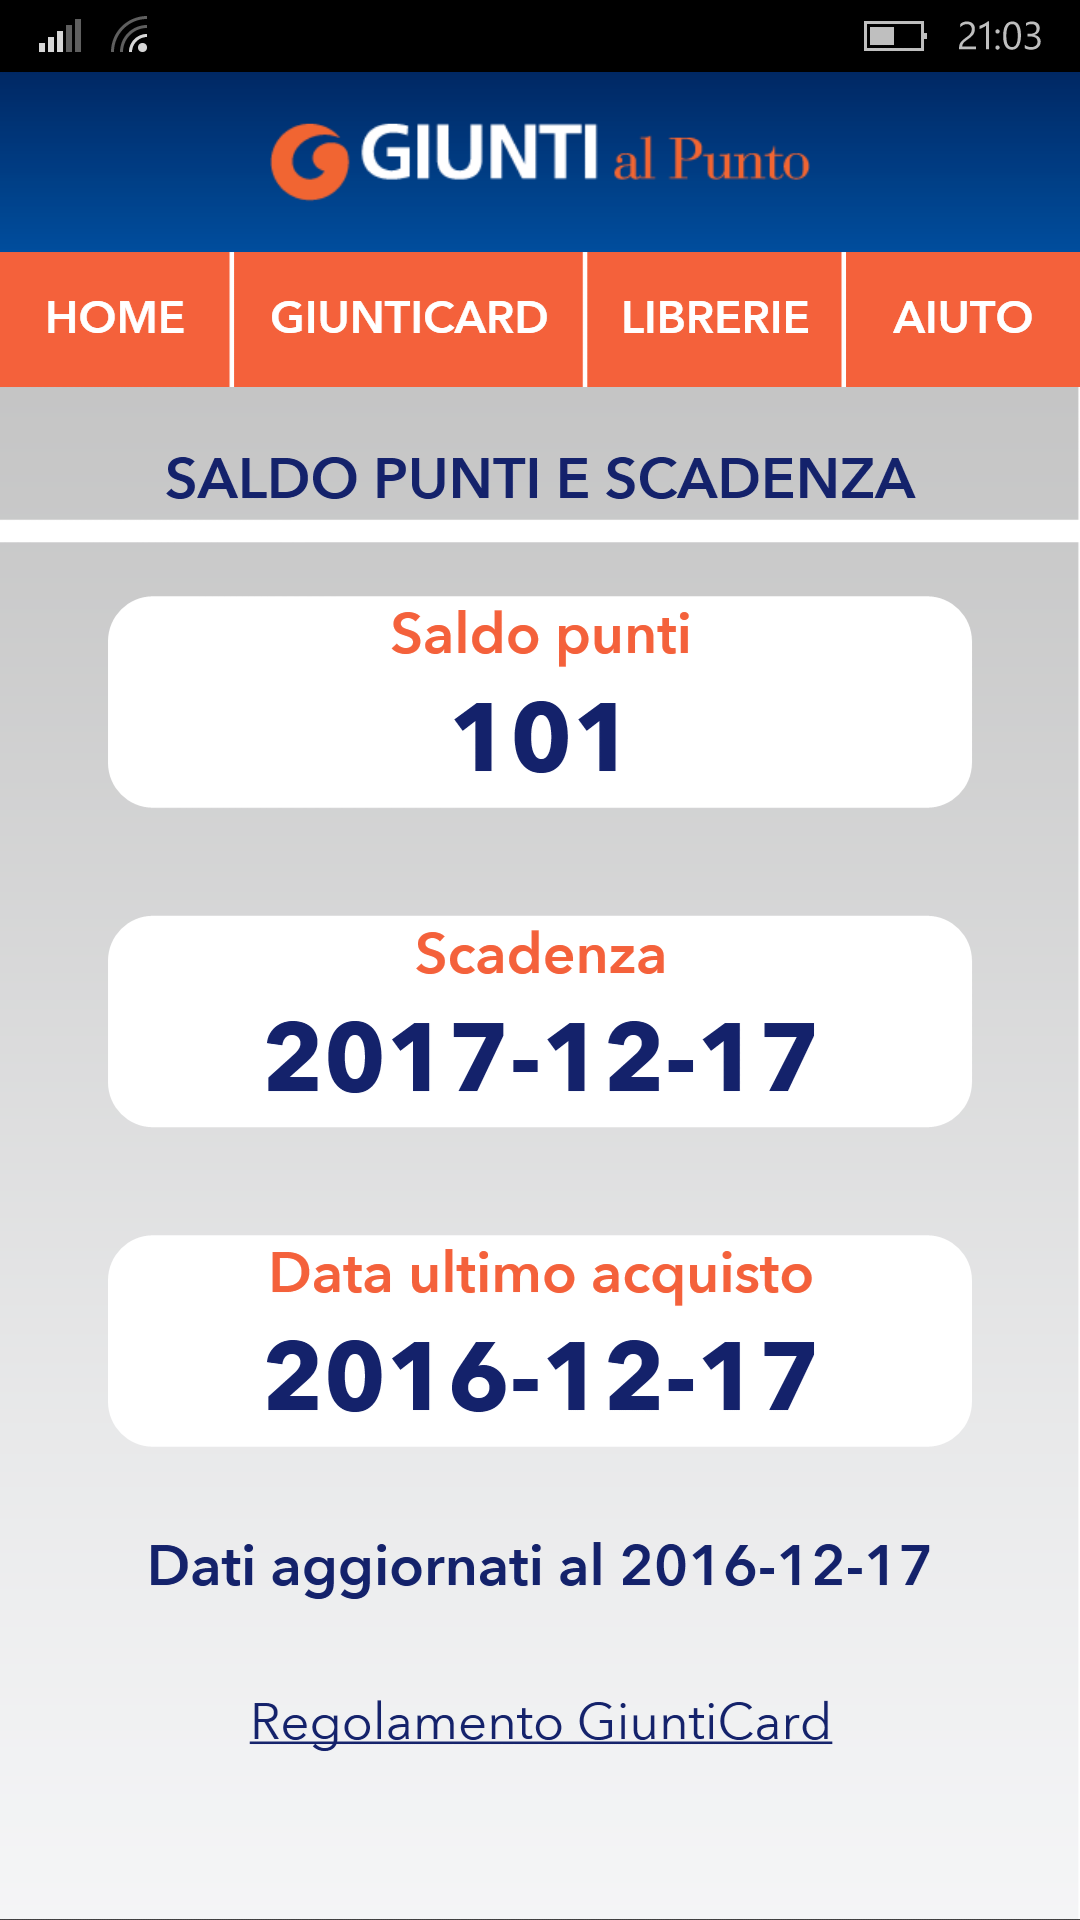 21:03
GIUNTI al Punto
HOME GIUNTICARD LIBRERIE AIUTO
SALDO PUNTI E SCADENZA
Saldo punti
101
Scadenza
2017-12-17
Data ultimo acquisto
2016-12-17
Dati aggiornati al 2016-12-17
Regolamento GiuntiCard